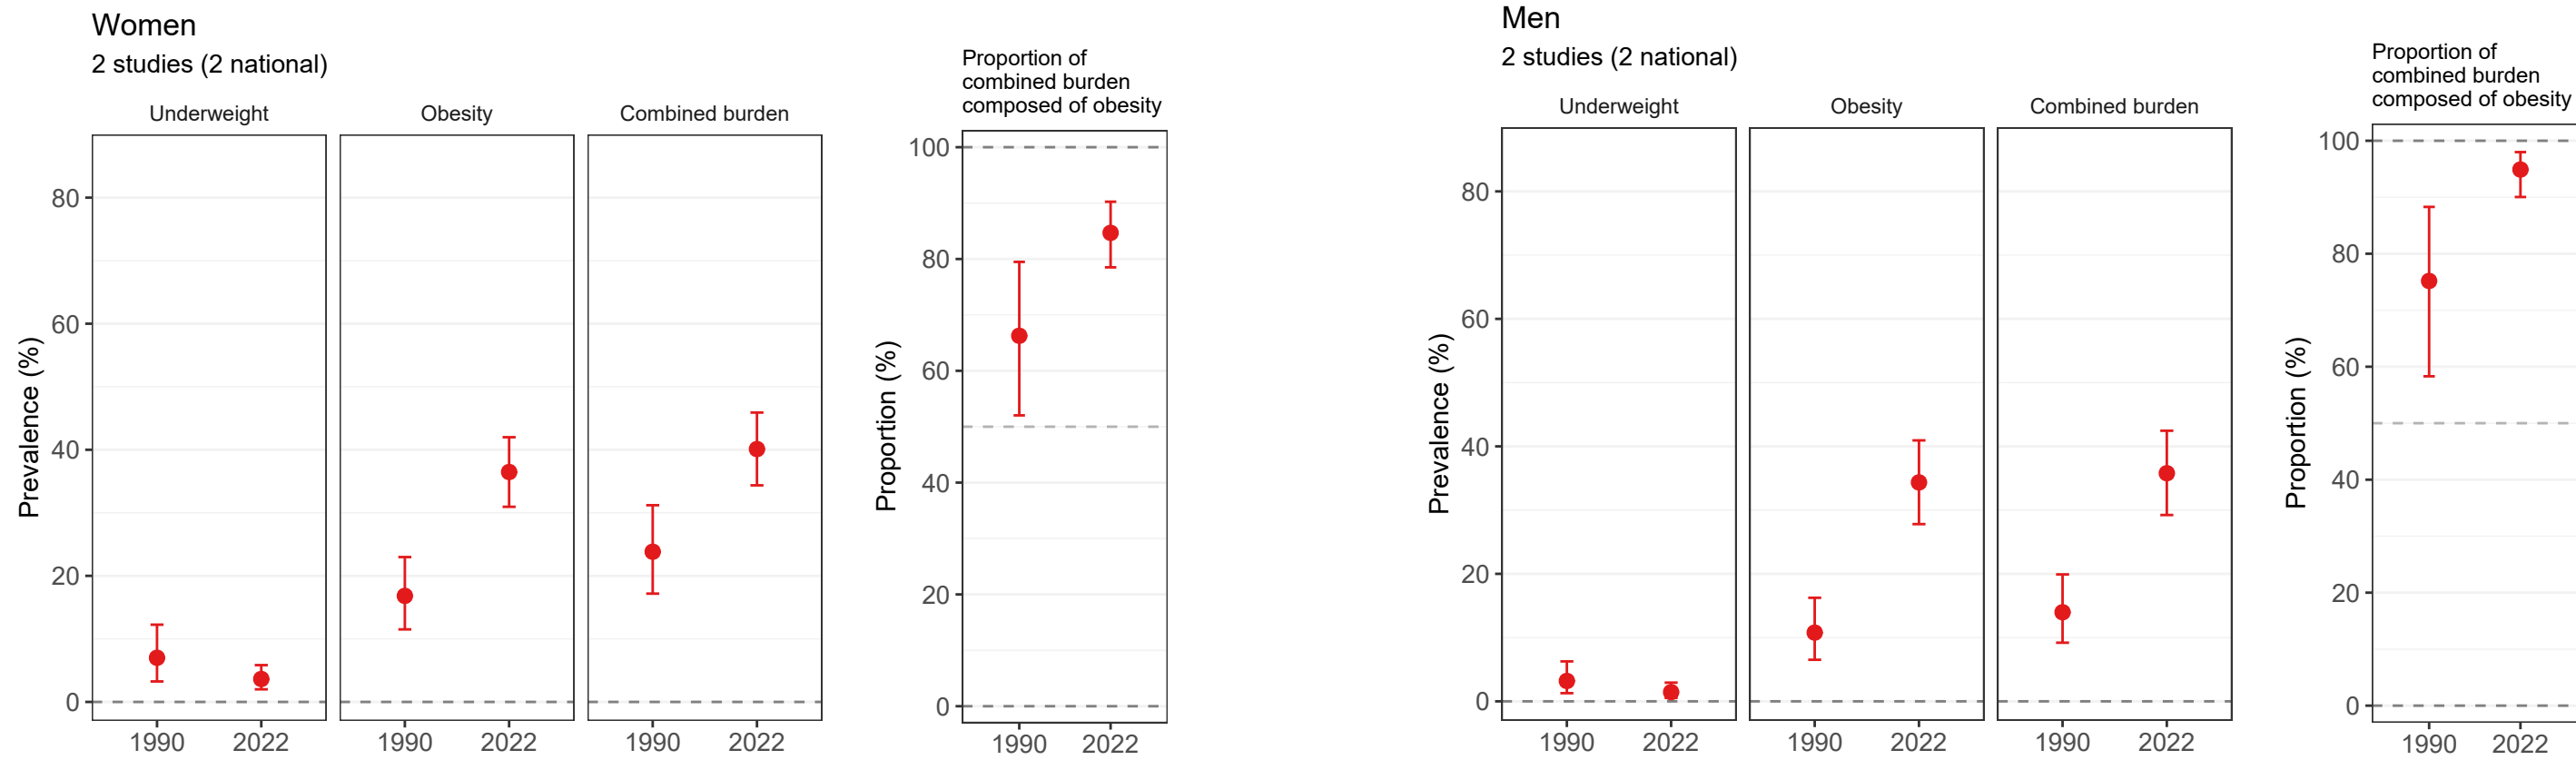 Women
2 studies (2 national)
Underweight
Obesity
Combined burden
Prevalence (%)
80
60
40
20
0
1990 2022
1990 2022
1990 2022
Proportion of
combined burden
composed of obesity
Proportion (%)
100
80
60
40
20
0
1990 2022
Men
2 studies (2 national)
Underweight
Obesity
Combined burden
Prevalence (%)
80
60
40
20
0
1990 2022
1990 2022
1990 2022
Proportion of
combined burden
composed of obesity
Proportion (%)
100
80
60
40
20
0
1990 2022